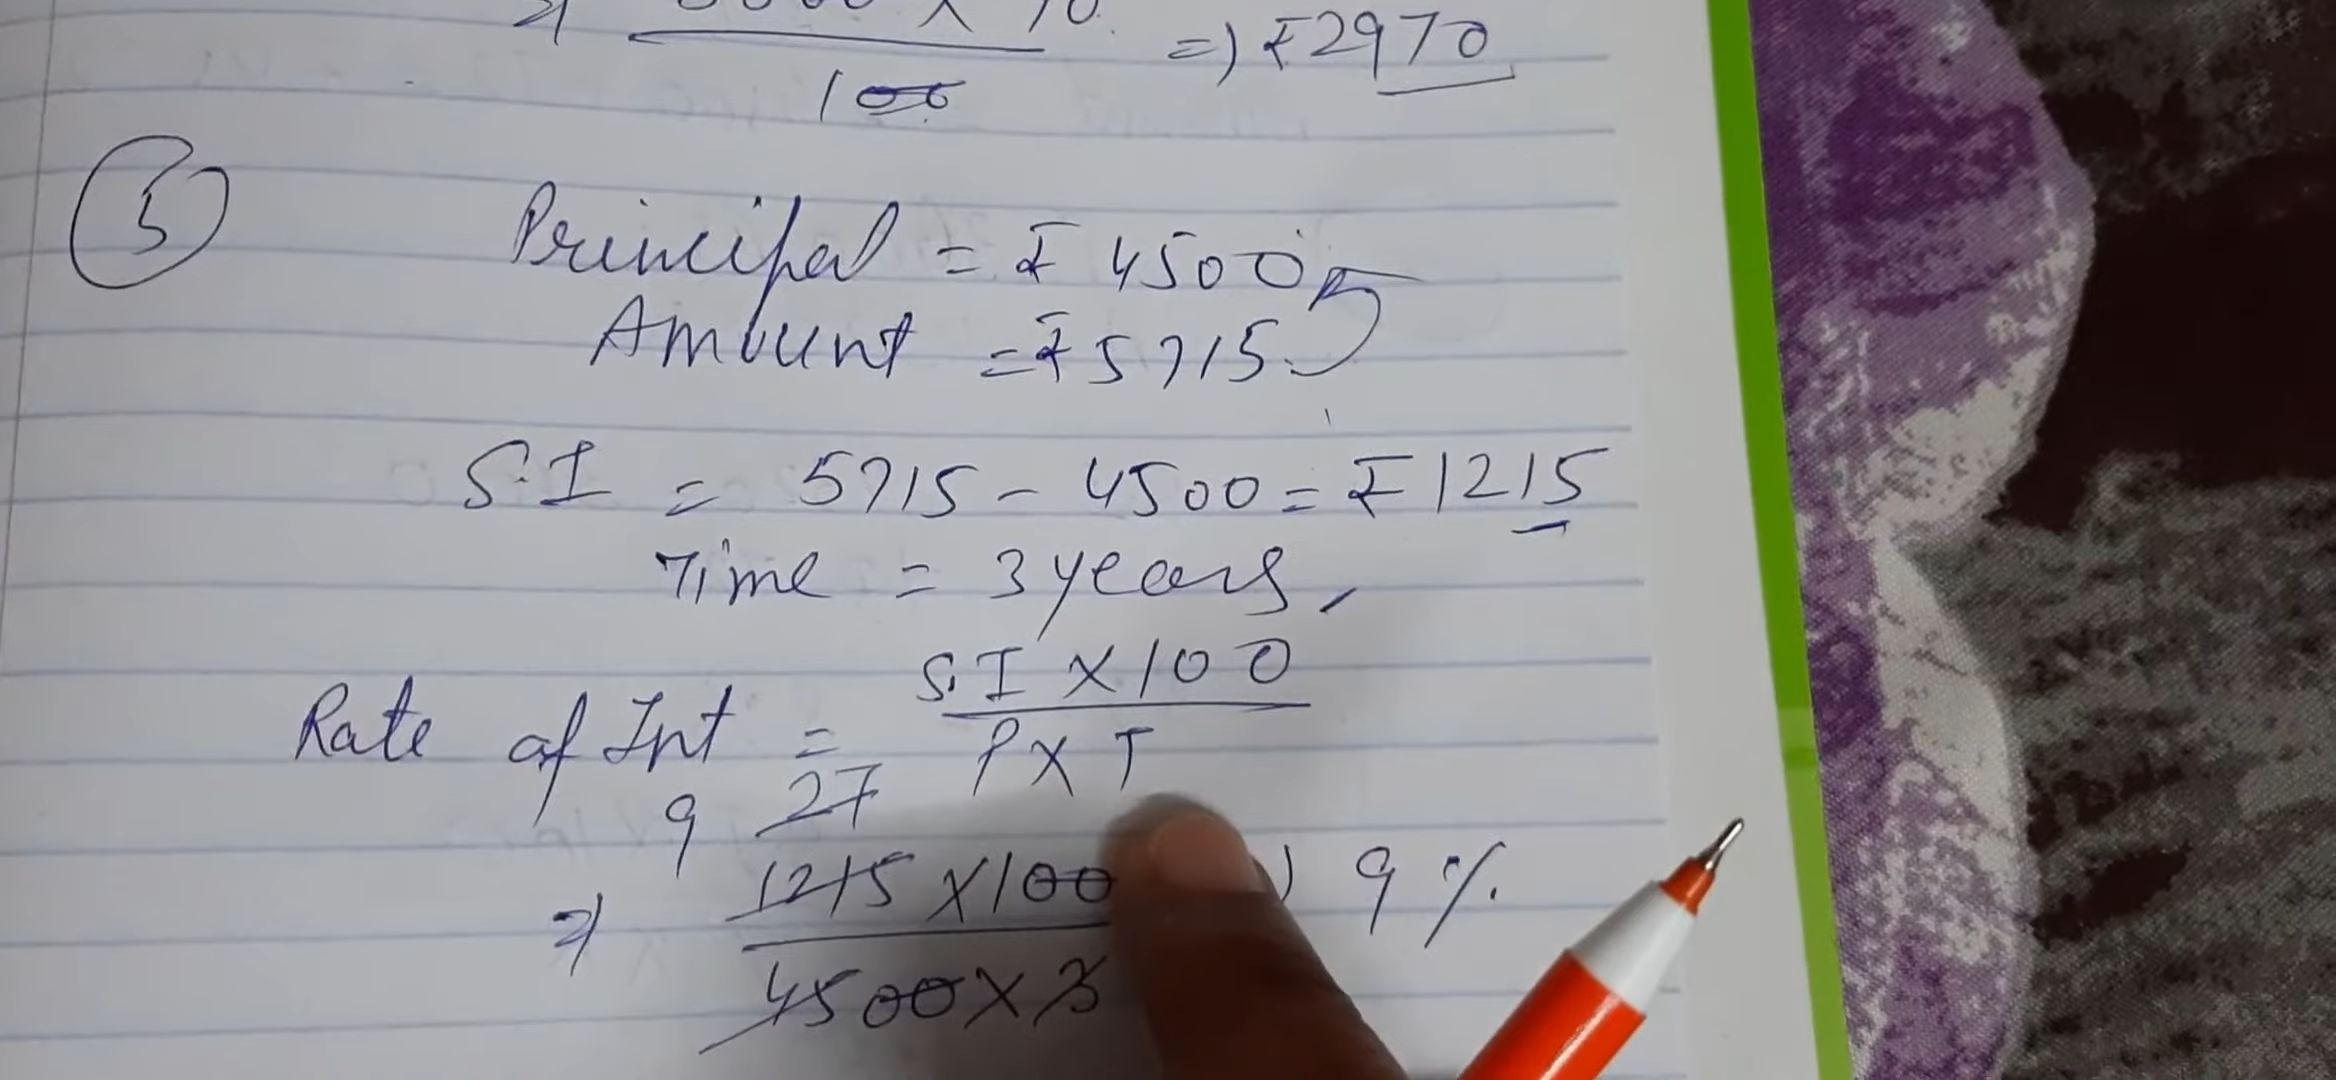 =) ₹2970
100
5
Principal = ₹ 4500
Amount = ₹5715
S.I = 5715 - 4500 = ₹1215
Time = 3 years,
Rate of Int = S.I X 100
P X T
9 27
=) 1215 X 100 ) 9 %
4500 X 3